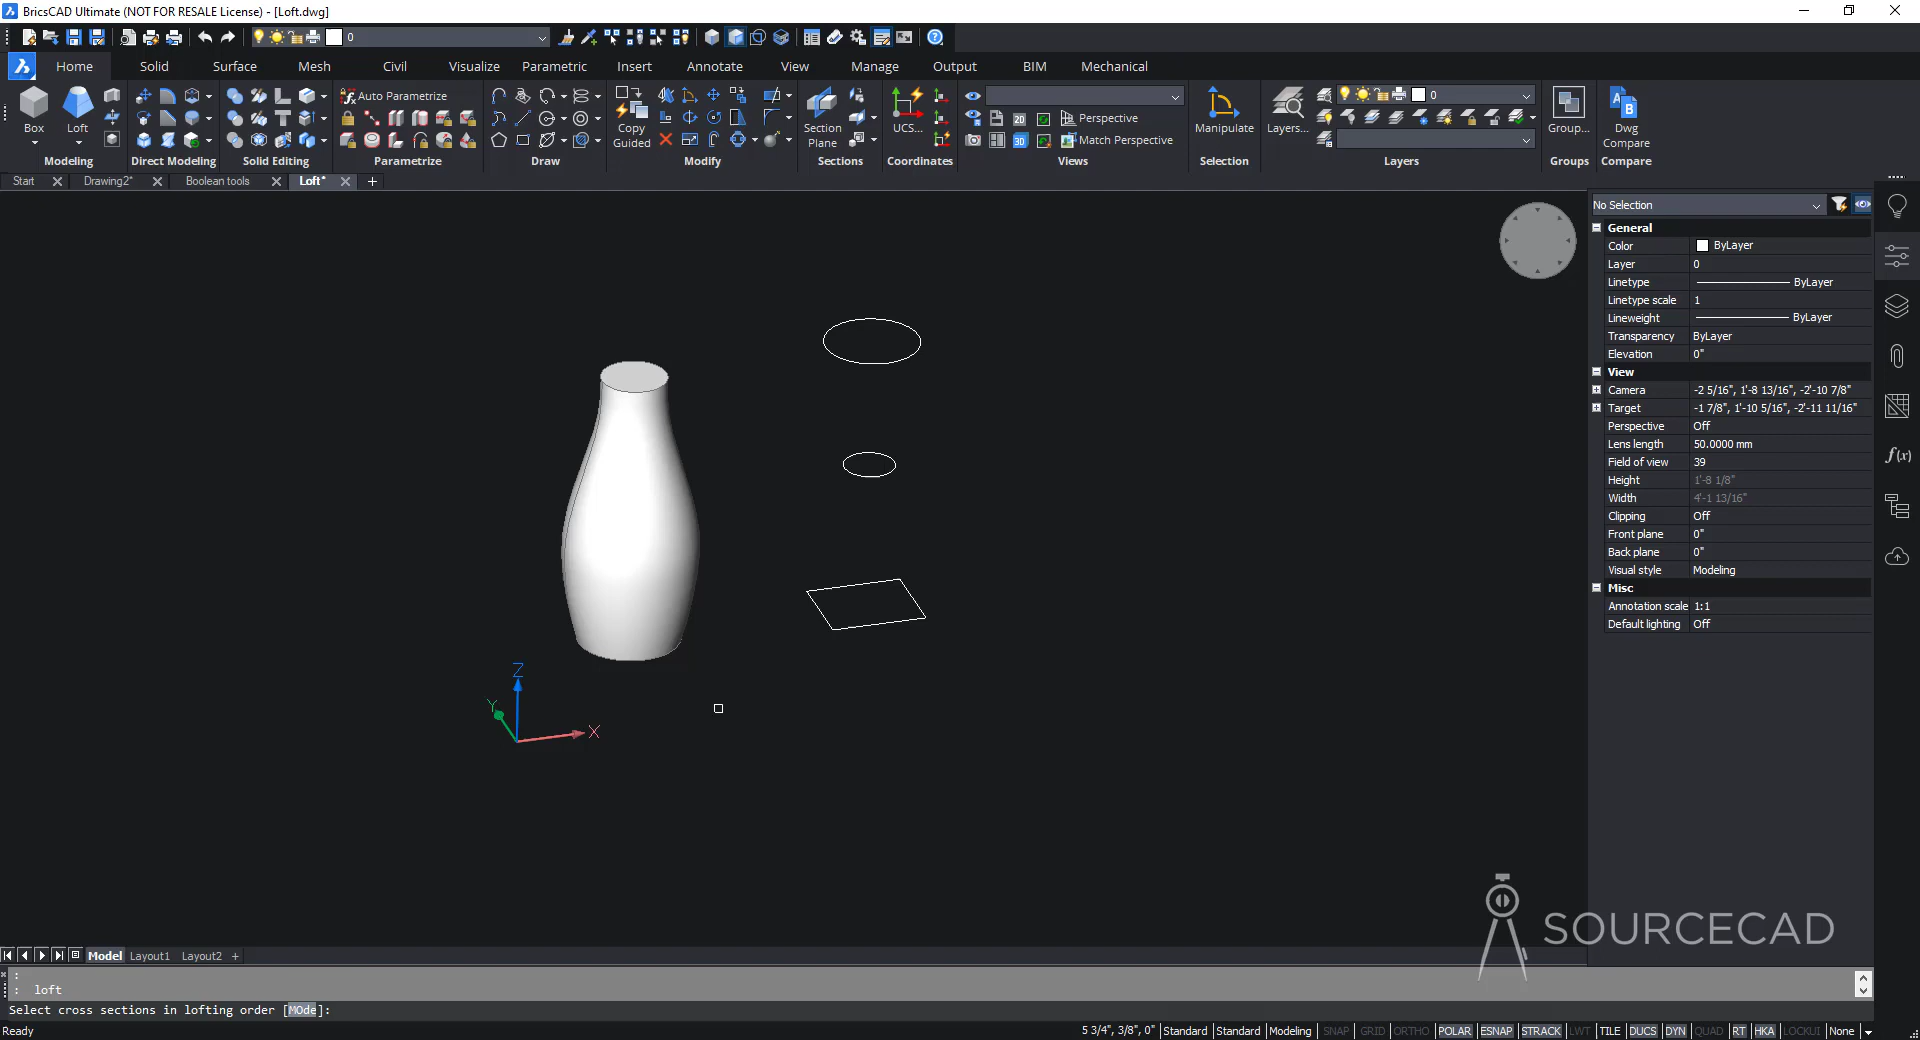 BricsCAD Ultimate (NOT FOR RESALE License) - [Loft.dwg]
0
Home Solid Surface Mesh Civil Visualize Parametric Insert Annotate View Manage Output BIM Mechanical
Box
Loft
Modeling
Direct Modeling
Solid Editing
Auto Parametrize
Parametrize
Draw
Copy
Guided
Modify
Section
Plane
Sections
UCS...
Coordinates
2D
3D
Perspective
Match Perspective
Views
Manipulate
Selection
Layers...
0
Layers
Group...
Groups
Dwg
Compare
Compare
Start
Drawing2*
Boolean tools
Loft*
No Selection
General
Color ByLayer
Layer 0
Linetype ByLayer
Linetype scale 1
Lineweight ByLayer
Transparency ByLayer
Elevation 0"
View
Camera -2 5/16", 1'-8 13/16", -2'-10 7/8"
Target -1 7/8", 1'-10 5/16", -2'-11 11/16"
Perspective Off
Lens length 50.0000 mm
Field of view 39
Height 1'-8 1/8"
Width 4'-1 13/16"
Clipping Off
Front plane 0"
Back plane 0"
Visual style Modeling
Misc
Annotation scale 1:1
Default lighting Off
f(x)
Z
Y
X
SOURCECAD
Model Layout1 Layout2 +
:
: loft
Select cross sections in lofting order [MOde]:
Ready
5 3/4", 3/8", 0" Standard Standard Modeling SNAP GRID ORTHO POLAR ESNAP STRACK LWT TILE DUCS DYN QUAD RT HKA LOCKUI None